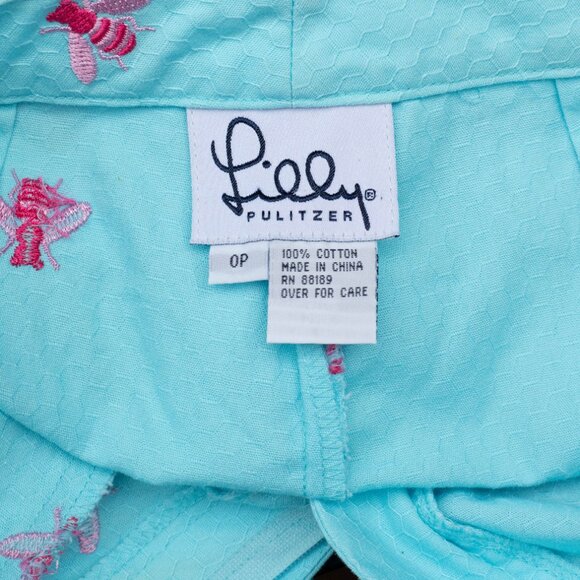 Lilly®
PULITZER
0P
100% COTTON
MADE IN CHINA
RN 88189
OVER FOR CARE